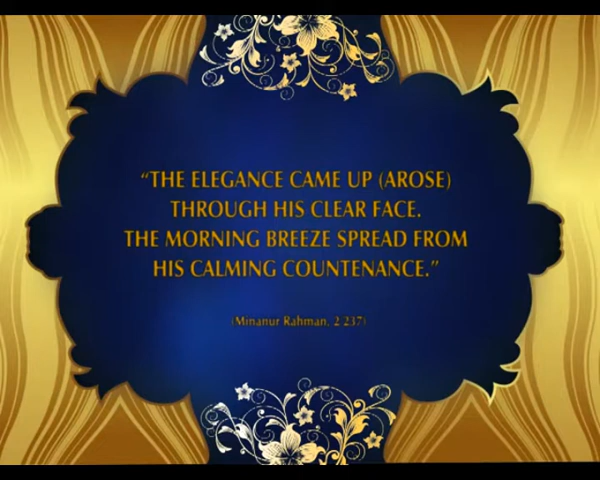 “THE ELEGANCE CAME UP (AROSE)
THROUGH HIS CLEAR FACE.
THE MORNING BREEZE SPREAD FROM
HIS CALMING COUNTENANCE.”
(Minanur Rahman, 2/237)